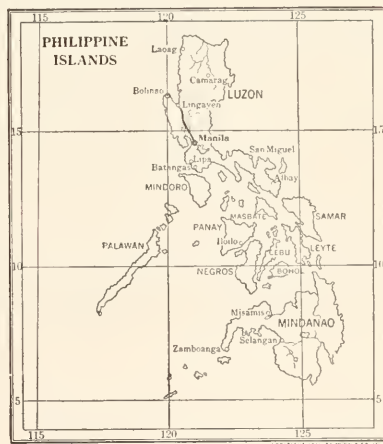 115 120 125
PHILIPPINE
ISLANDS
Laoag
Camarag
Bolinao
LUZON
Lingayen
15
Manila
San Miguel
Lipa
Batangas
Albay
MINDORO
MASBATE
SAMAR
PANAY
PALAWAN
Iloilo
LEYTE
CEBU
10 10
NEGROS
BOHOL
Misamis
MINDANAO
Zamboanga
Selangan
5 5
115 120 125